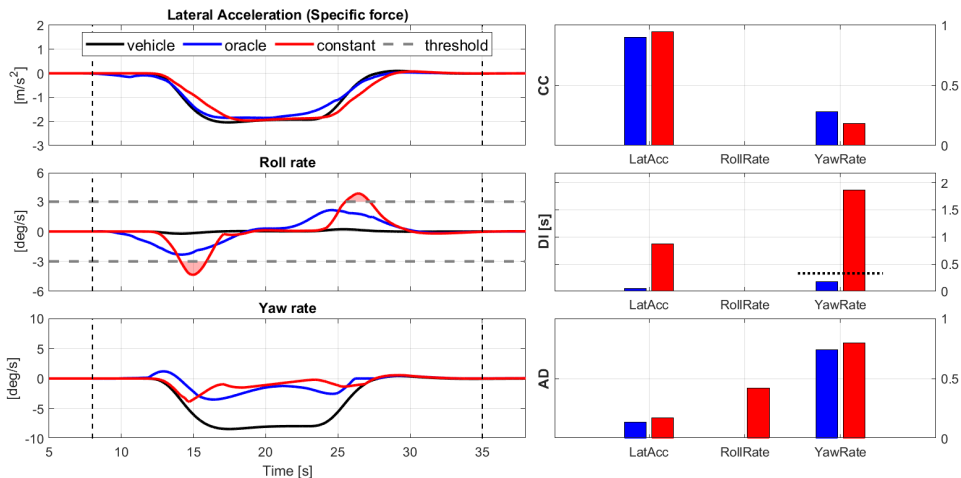 Lateral Acceleration (Specific force)
vehicle oracle constant threshold
[m/s²]
2
1
0
-1
-2
-3
Roll rate
[deg/s]
6
3
0
-3
-6
Yaw rate
[deg/s]
10
5
0
-5
-10
5 10 15 20 25 30 35
Time [s]
CC
1
0.5
0
LatAcc RollRate YawRate
DI [s]
2
1.5
1
0.5
0
LatAcc RollRate YawRate
AD
1
0.5
0
LatAcc RollRate YawRate